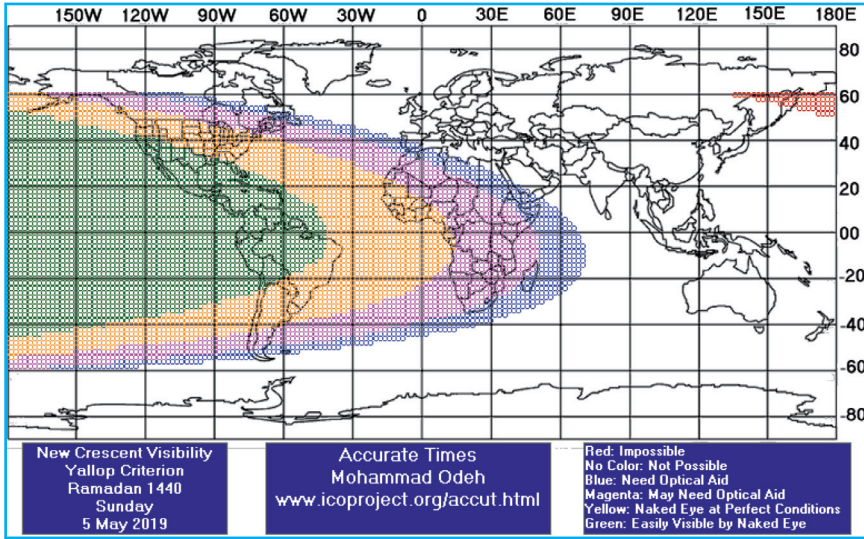 150W 120W 90W 60W 30W 0 30E 60E 90E 120E 150E 180E
80
60
40
20
00
-20
-40
-60
-80
New Crescent Visibility
Yallop Criterion
Ramadan 1440
Sunday
5 May 2019
Accurate Times
Mohammad Odeh
www.icoproject.org/accut.html
Red: Impossible
No Color: Not Possible
Blue: Need Optical Aid
Magenta: May Need Optical Aid
Yellow: Naked Eye at Perfect Conditions
Green: Easily Visible by Naked Eye